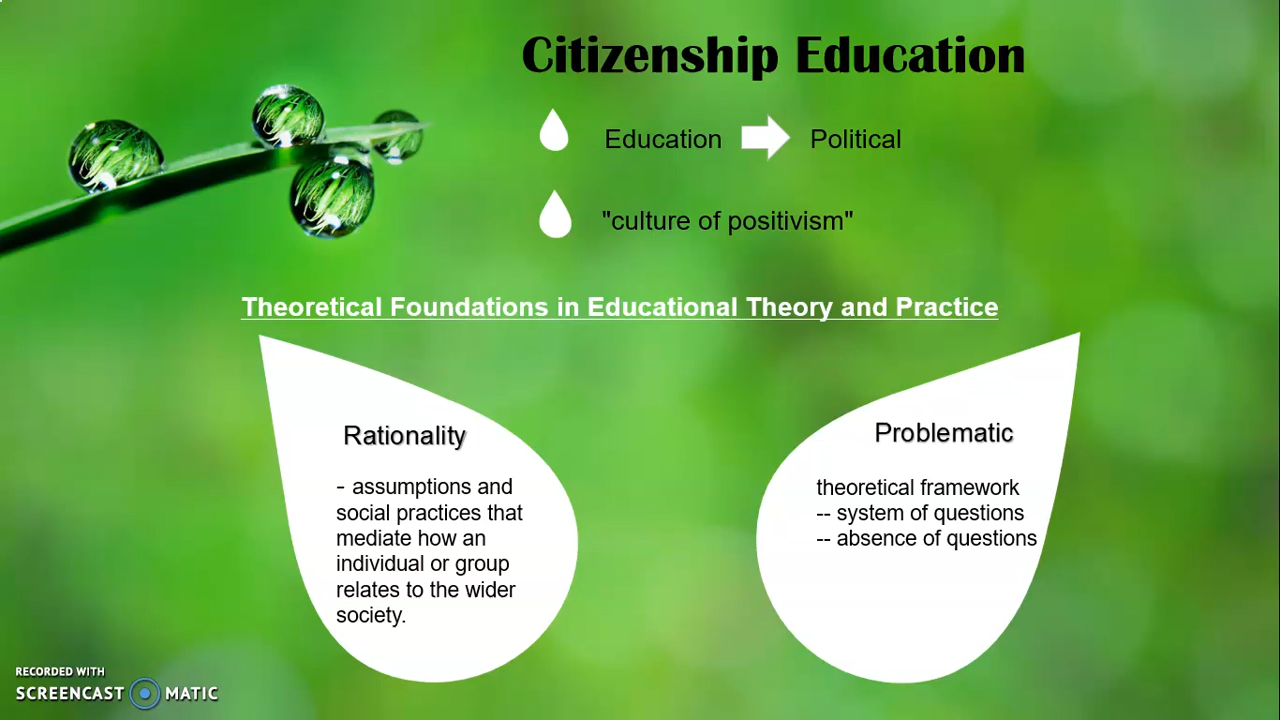 Citizenship Education
Education Political
"culture of positivism"
Theoretical Foundations in Educational Theory and Practice
Rationality
- assumptions and
social practices that
mediate how an
individual or group
relates to the wider
society.
Problematic
theoretical framework
-- system of questions
-- absence of questions
RECORDED WITH
SCREENCAST MATIC